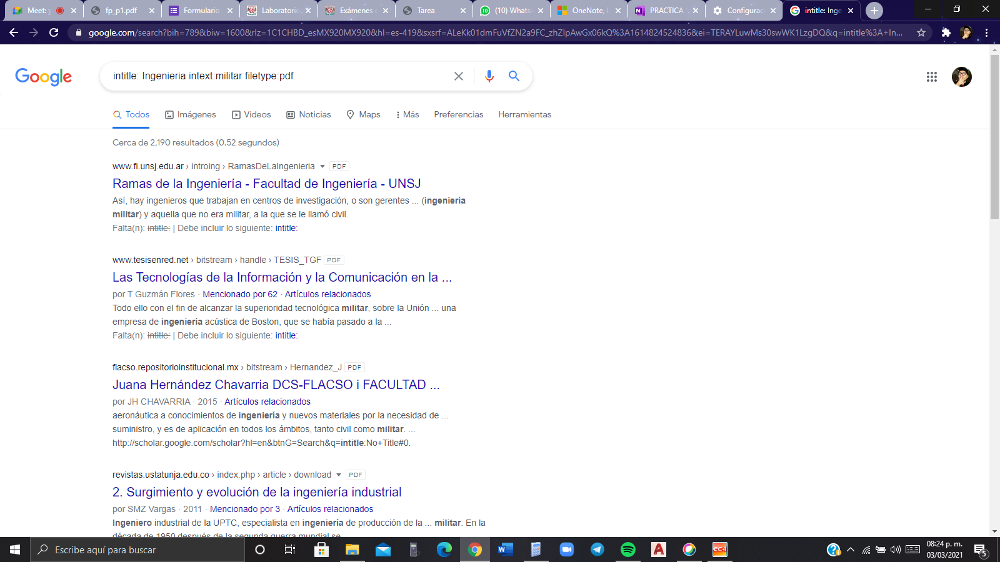 Meet: y
fp_p1.pdf
Formulario
Laboratorio
Exámenes
Tarea
(10) Whats
OneNote,
PRACTICA
Configurac
intitle: Inge
google.com/search?bih=789&biw=1600&rlz=1C1CHBD_esMX920MX920&hl=es-419&sxsrf=ALeKk01dmFuVfZN2a9FC_zhZIpAwGx06kQ%3A1614824524836&ei=TERAYLuwMs30swWK1LzgDQ&q=intitle%3A+In...
Google
intitle: Ingenieria intext:militar filetype:pdf
Todos
Imágenes
Videos
Noticias
Maps
Más
Preferencias
Herramientas
Cerca de 2,190 resultados (0.52 segundos)
www.fi.unsj.edu.ar › introing › RamasDeLaIngenieria PDF
Ramas de la Ingeniería - Facultad de Ingeniería - UNSJ
Así, hay ingenieros que trabajan en centros de investigación, o son gerentes ... (ingeniería
militar) y aquella que no era militar, a la que se le llamó civil.
Falta(n): intitle: | Debe incluir lo siguiente: intitle:
www.tesisenred.net › bitstream › handle › TESIS_TGF PDF
Las Tecnologías de la Información y la Comunicación en la ...
por T Guzmán Flores · Mencionado por 62 · Artículos relacionados
Todo ello con el fin de alcanzar la superioridad tecnológica militar, sobre la Unión ... una
empresa de ingeniería acústica de Boston, que se había pasado a la ...
Falta(n): intitle: | Debe incluir lo siguiente: intitle:
flacso.repositorioinstitucional.mx › bitstream › Hernandez_J PDF
Juana Hernández Chavarria DCS-FLACSO i FACULTAD ...
por JH CHAVARRIA · 2015 · Artículos relacionados
aeronáutica a conocimientos de ingeniería y nuevos materiales por la necesidad de ...
suministro, y es de aplicación en todos los ámbitos, tanto civil como militar. ...
http://scholar.google.com/scholar?hl=en&btnG=Search&q=intitle:No+Title#0.
revistas.ustatunja.edu.co › index.php › article › download PDF
2. Surgimiento y evolución de la ingeniería industrial
por SMZ Vargas · 2011 · Mencionado por 3 · Artículos relacionados
Ingeniero industrial de la UPTC, especialista en ingeniería de producción de la ... militar. En la
década de 1950 después de la segunda guerra mundial se
Escribe aquí para buscar
CC4
08:24 p. m.
03/03/2021
5